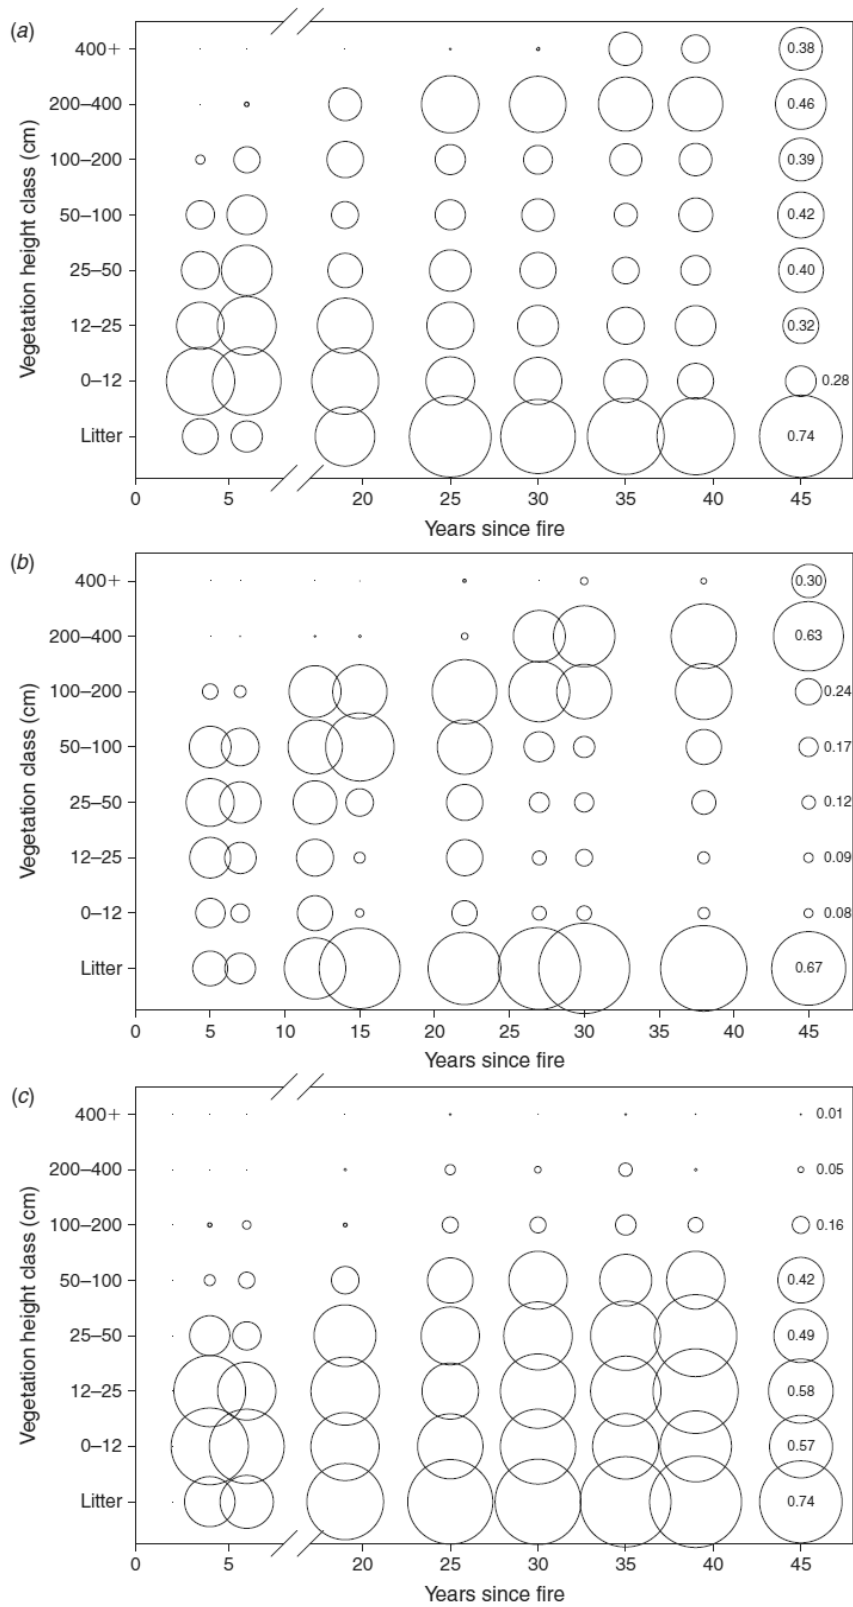 (a)
400+ 0.38
200–400 0.46
100–200 0.39
50–100 0.42
25–50 0.40
12–25 0.32
0–12 0.28
Litter 0.74
Vegetation height class (cm)
0 5 20 25 30 35 40 45
Years since fire
(b)
400+ 0.30
200–400 0.63
100–200 0.24
50–100 0.17
25–50 0.12
12–25 0.09
0–12 0.08
Litter 0.67
Vegetation class (cm)
0 5 10 15 20 25 30 35 40 45
Years since fire
(c)
400+ 0.01
200–400 0.05
100–200 0.16
50–100 0.42
25–50 0.49
12–25 0.58
0–12 0.57
Litter 0.74
Vegetation height class (cm)
0 5 20 25 30 35 40 45
Years since fire